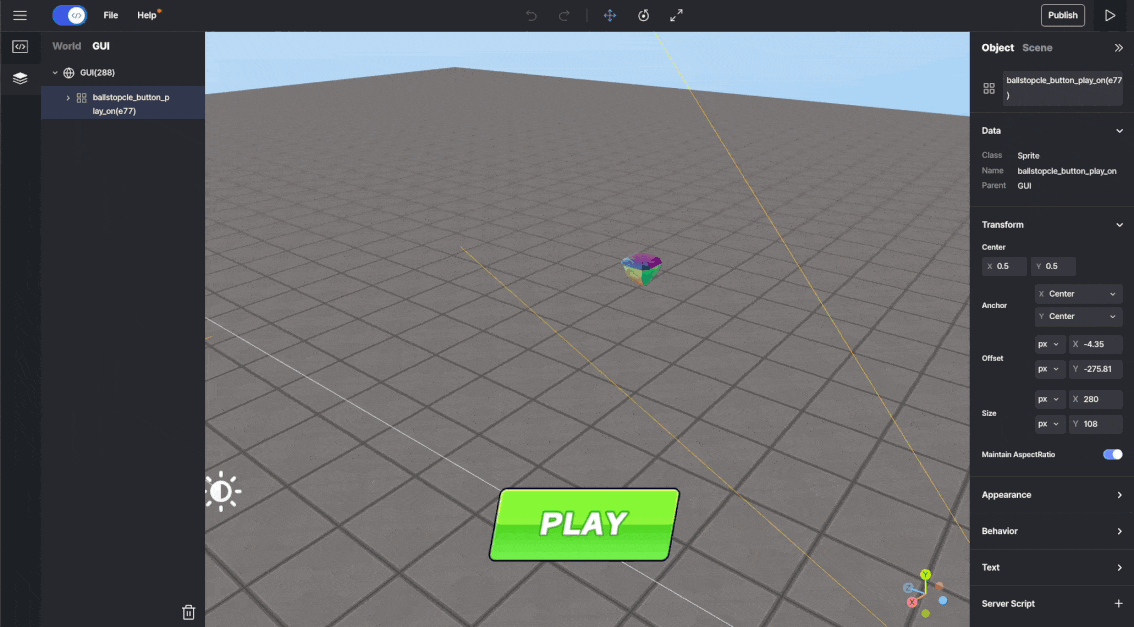 File
Help
Publish
World
GUI
GUI(288)
ballstopcle_button_p
lay_on(e77)
PLAY
Y
Z
X
Object
Scene
ballstopcle_button_play_on(e77
)
Data
Class
Sprite
Name
ballstopcle_button_play_on
Parent
GUI
Transform
Center
X 0.5
Y 0.5
Anchor
X Center
Y Center
Offset
px X -4.35
px Y -275.81
Size
px X 280
px Y 108
Maintain AspectRatio
Appearance
Behavior
Text
Server Script